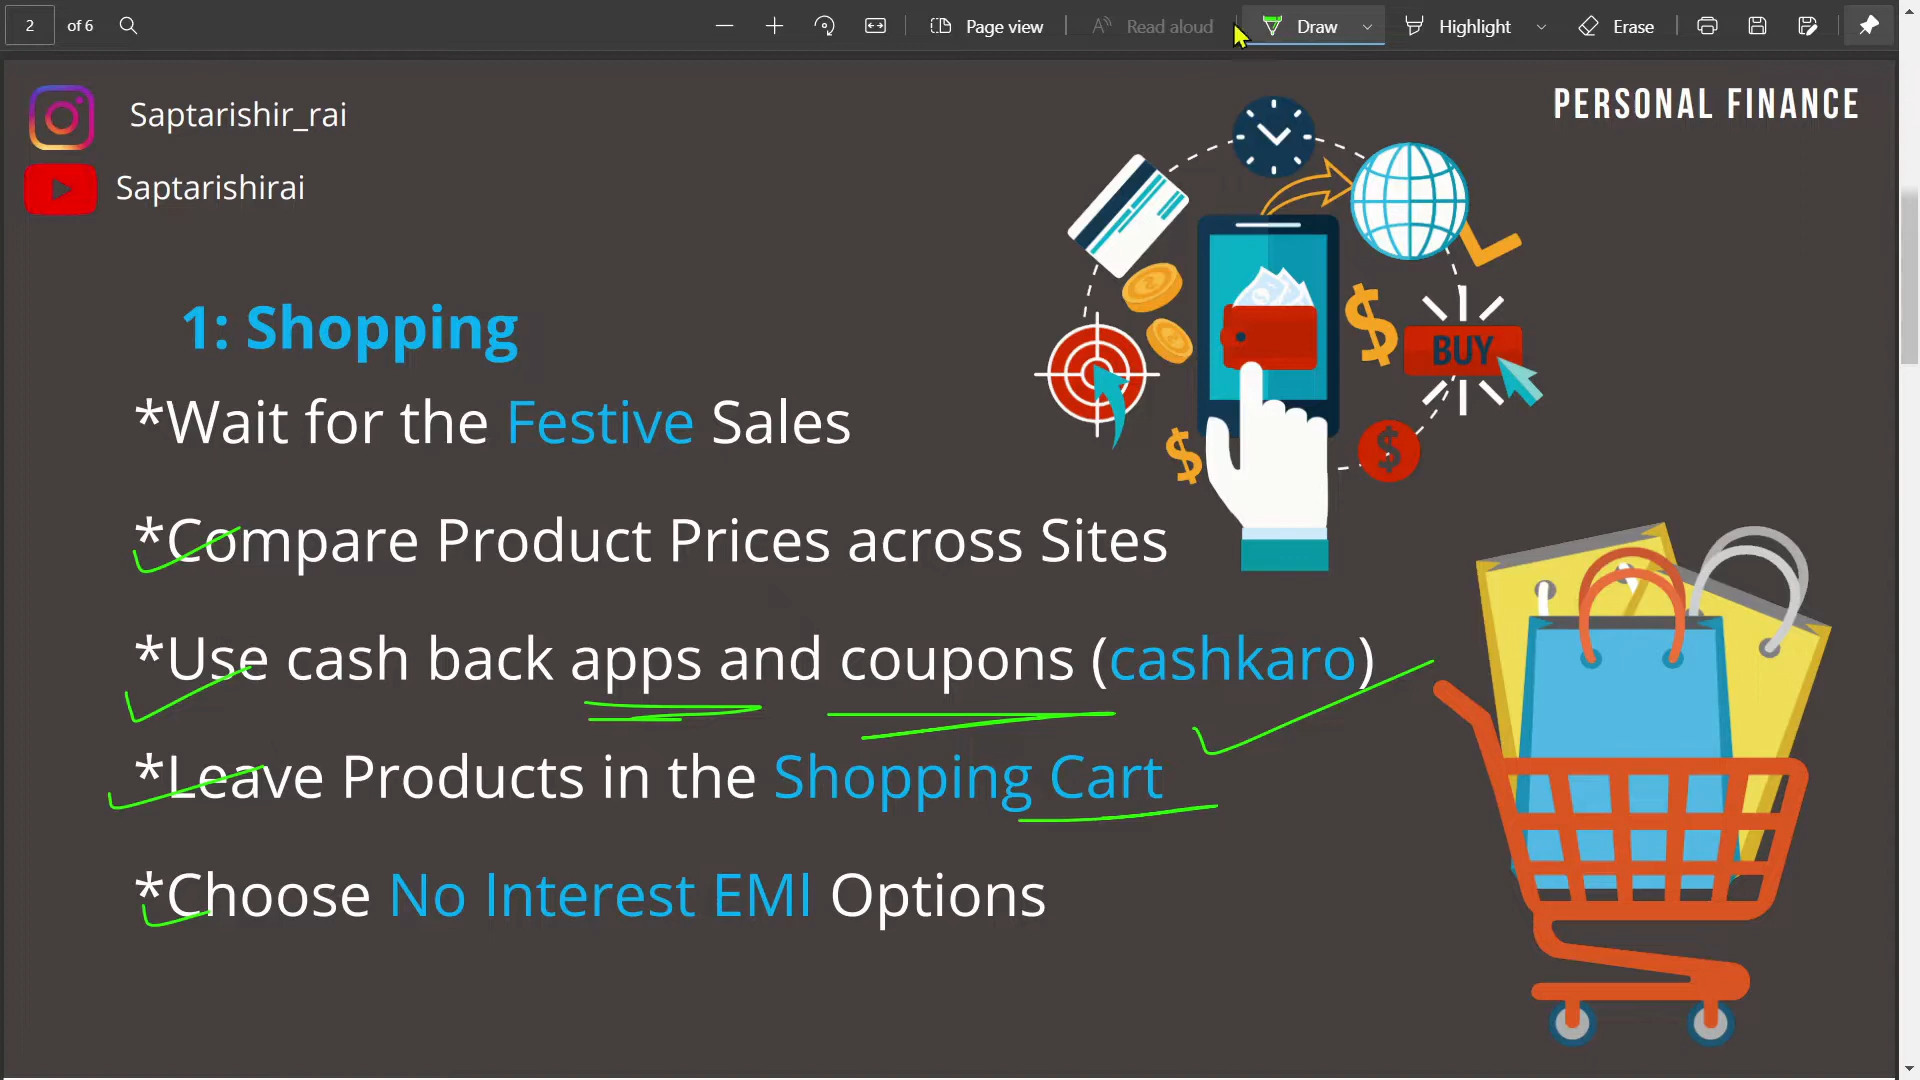 2 of 6 Page view Read aloud Draw Highlight Erase
Saptarishir_rai
PERSONAL FINANCE
Saptarishirai
1: Shopping
BUY
*Wait for the Festive Sales
*Compare Product Prices across Sites
*Use cash back apps and coupons (cashkaro)
*Leave Products in the Shopping Cart
*Choose No Interest EMI Options